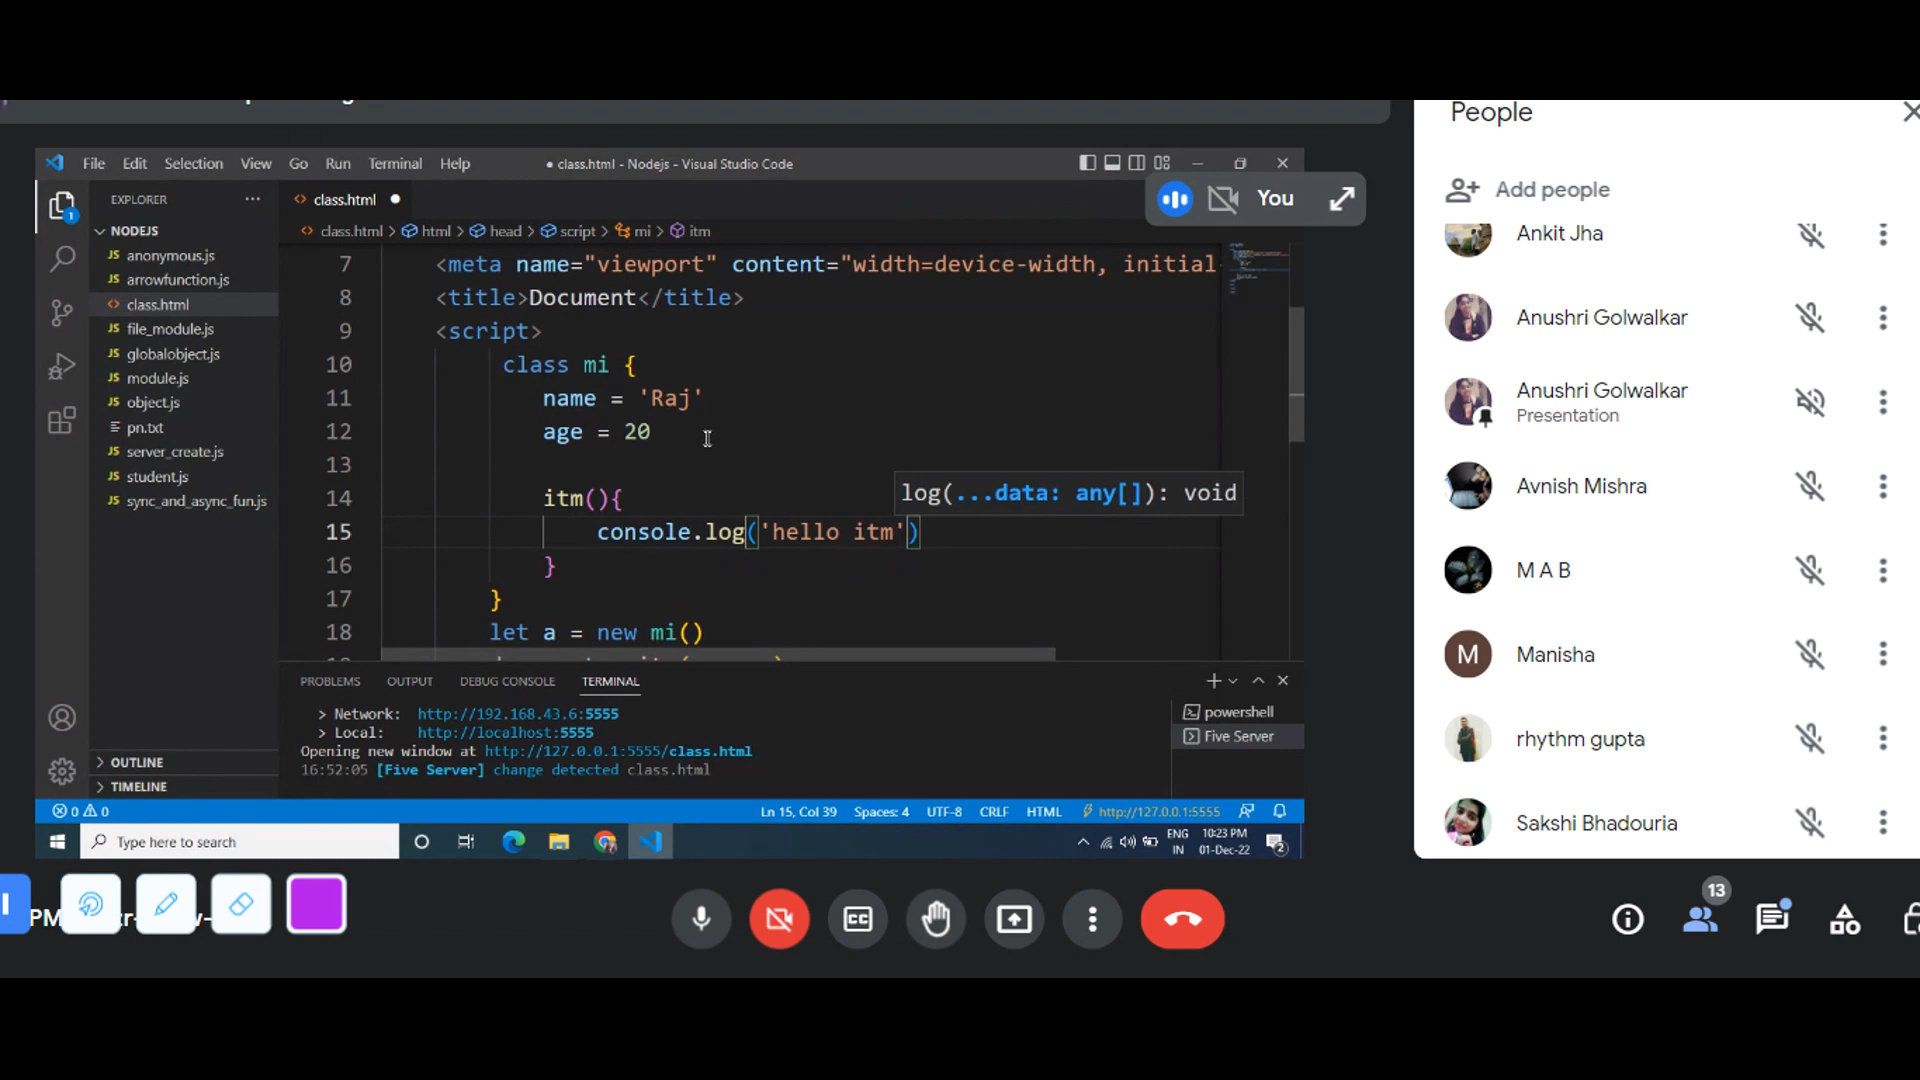 People
File Edit Selection View Go Run Terminal Help
● class.html - Nodejs - Visual Studio Code
You
Add people
EXPLORER
class.html
NODEJS
class.html > html > head > script > mi > itm
anonymous.js
arrowfunction.js
class.html
file_module.js
globalobject.js
module.js
object.js
pn.txt
server_create.js
student.js
sync_and_async_fun.js
7 <meta name="viewport" content="width=device-width, initial-
8 <title>Document</title>
9 <script>
10 class mi {
11 name = 'Raj'
12 age = 20
13
14 itm(){
log(...data: any[]): void
15 console.log('hello itm')
16 }
17 }
18 let a = new mi()
PROBLEMS OUTPUT DEBUG CONSOLE TERMINAL
> Network: http://192.168.43.6:5555
> Local: http://localhost:5555
Opening new window at http://127.0.0.1:5555/class.html
16:52:05 [Five Server] change detected class.html
powershell
Five Server
OUTLINE
TIMELINE
0 0
Ln 15, Col 39 Spaces: 4 UTF-8 CRLF HTML http://127.0.0.1:5555
Type here to search
ENG
IN
10:23 PM
01-Dec-22
2
Ankit Jha
Anushri Golwalkar
Anushri Golwalkar
Presentation
Avnish Mishra
M A B
M Manisha
rhythm gupta
Sakshi Bhadouria
PM
CC
13